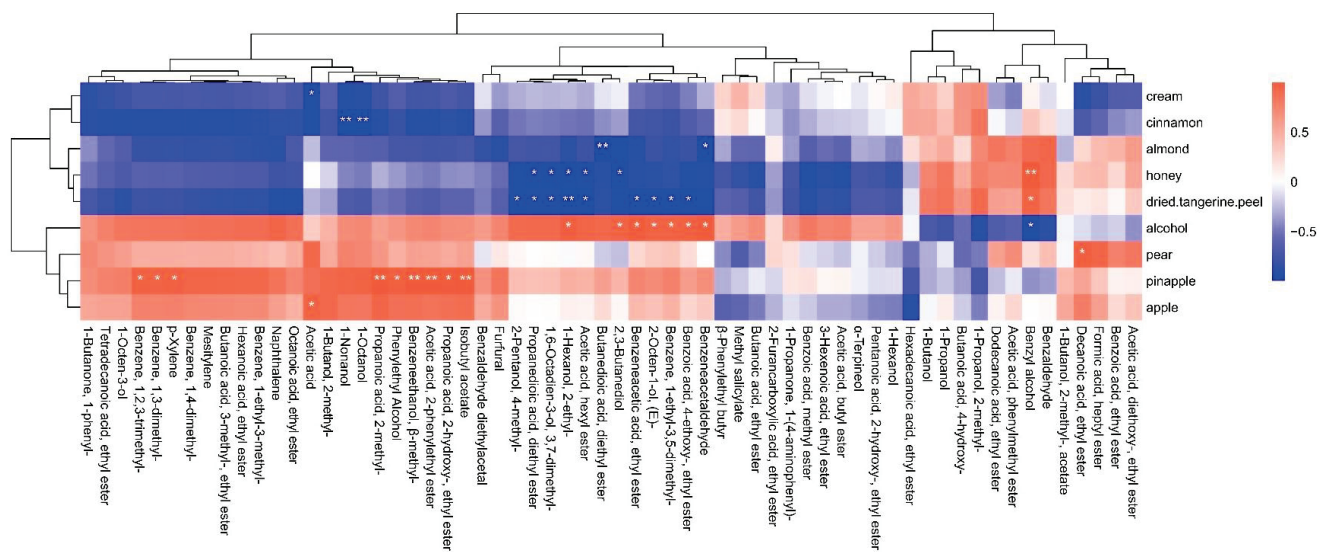 * cream
** ** cinnamon
** * almond
* * * * * ** honey
* * * ** * * * * * * dried.tangerine.peel
* * * * * * * * alcohol
* pear
* * * ** * ** ** * ** pinapple
* apple
0.5
0
−0.5
1-Butanone, 1-phenyl-
Tetradecanoic acid, ethyl ester
1-Octen-3-ol
Benzene, 1,2,3-trimethyl-
Benzene, 1,3-dimethyl-
p-Xylene
Benzene, 1,4-dimethyl-
Mesitylene
Butanoic acid, 3-methyl-, ethyl ester
Hexanoic acid, ethyl ester
Benzene, 1-ethyl-3-methyl-
Naphthalene
Octanoic acid, ethyl ester
Acetic acid
1-Butanol, 2-methyl-
1-Nonanol
1-Octanol
Propanoic acid, 2-methyl-
Phenylethyl Alcohol
Benzeneethanol, β-methyl-
Acetic acid, 2-phenylethyl ester
Propanoic acid, 2-hydroxy-, ethyl ester
Isobutyl acetate
Benzaldehyde diethylacetal
Furfural
2-Pentanol, 4-methyl-
Propanedioic acid, diethyl ester
1,6-Octadien-3-ol, 3,7-dimethyl-
1-Hexanol, 2-ethyl-
Acetic acid, hexyl ester
Butanedioic acid, diethyl ester
2,3-Butanediol
Benzeneacetic acid, ethyl ester
2-Octen-1-ol, (E)-
Benzene, 1-ethyl-3,5-dimethyl-
Benzoic acid, 4-ethoxy-, ethyl ester
Benzeneacetaldehyde
β-Phenylethyl butyr
Methyl salicylate
Butanoic acid, ethyl ester
2-Furancarboxylic acid, ethyl ester
1-Propanone, 1-(4-aminophenyl)-
Benzoic acid, methyl ester
3-Hexenoic acid, ethyl ester
Acetic acid, butyl ester
α-Terpineol
Pentanoic acid, 2-hydroxy-, ethyl ester
1-Hexanol
Hexadecanoic acid, ethyl ester
1-Butanol
1-Propanol
Butanoic acid, 4-hydroxy-
1-Propanol, 2-methyl-
Dodecanoic acid, ethyl ester
Acetic acid, phenylmethyl ester
Benzyl alcohol
Benzaldehyde
1-Butanol, 2-methyl-, acetate
Decanoic acid, ethyl ester
Formic acid, heptyl ester
Acetic acid, diethoxy-, ethyl ester